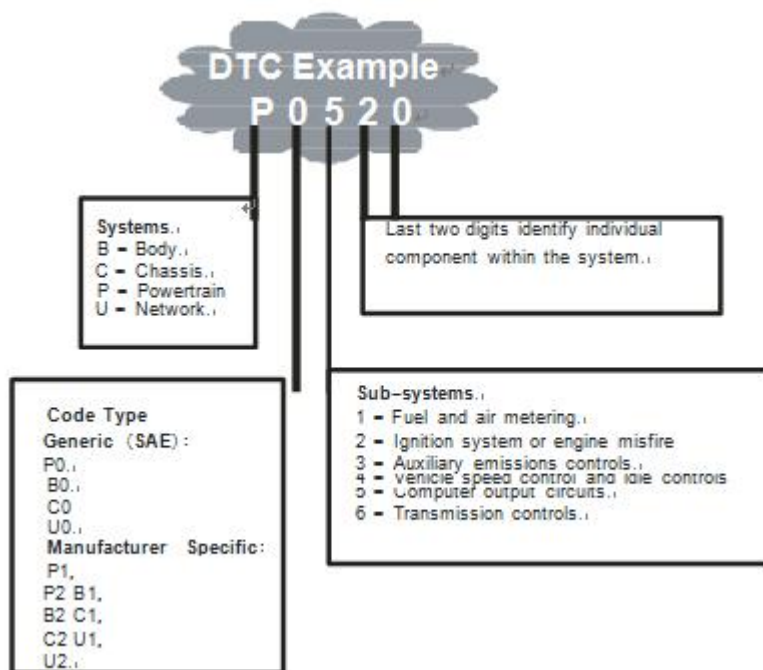 DTC Example
P 0 5 2 0
Systems.
B - Body.
C - Chassis.
P - Powertrain
U - Network.
Last two digits identify individual
component within the system.
Code Type
Generic (SAE):
P0.
B0.
C0
U0.
Manufacturer Specific:
P1,
P2 B1,
B2 C1,
C2 U1,
U2.
Sub-systems.
1 - Fuel and air metering.
2 - Ignition system or engine misfire
3 - Auxiliary emissions controls.
4 - Vehicle speed control and idle controls
5 - Computer output circuits.
6 - Transmission controls.